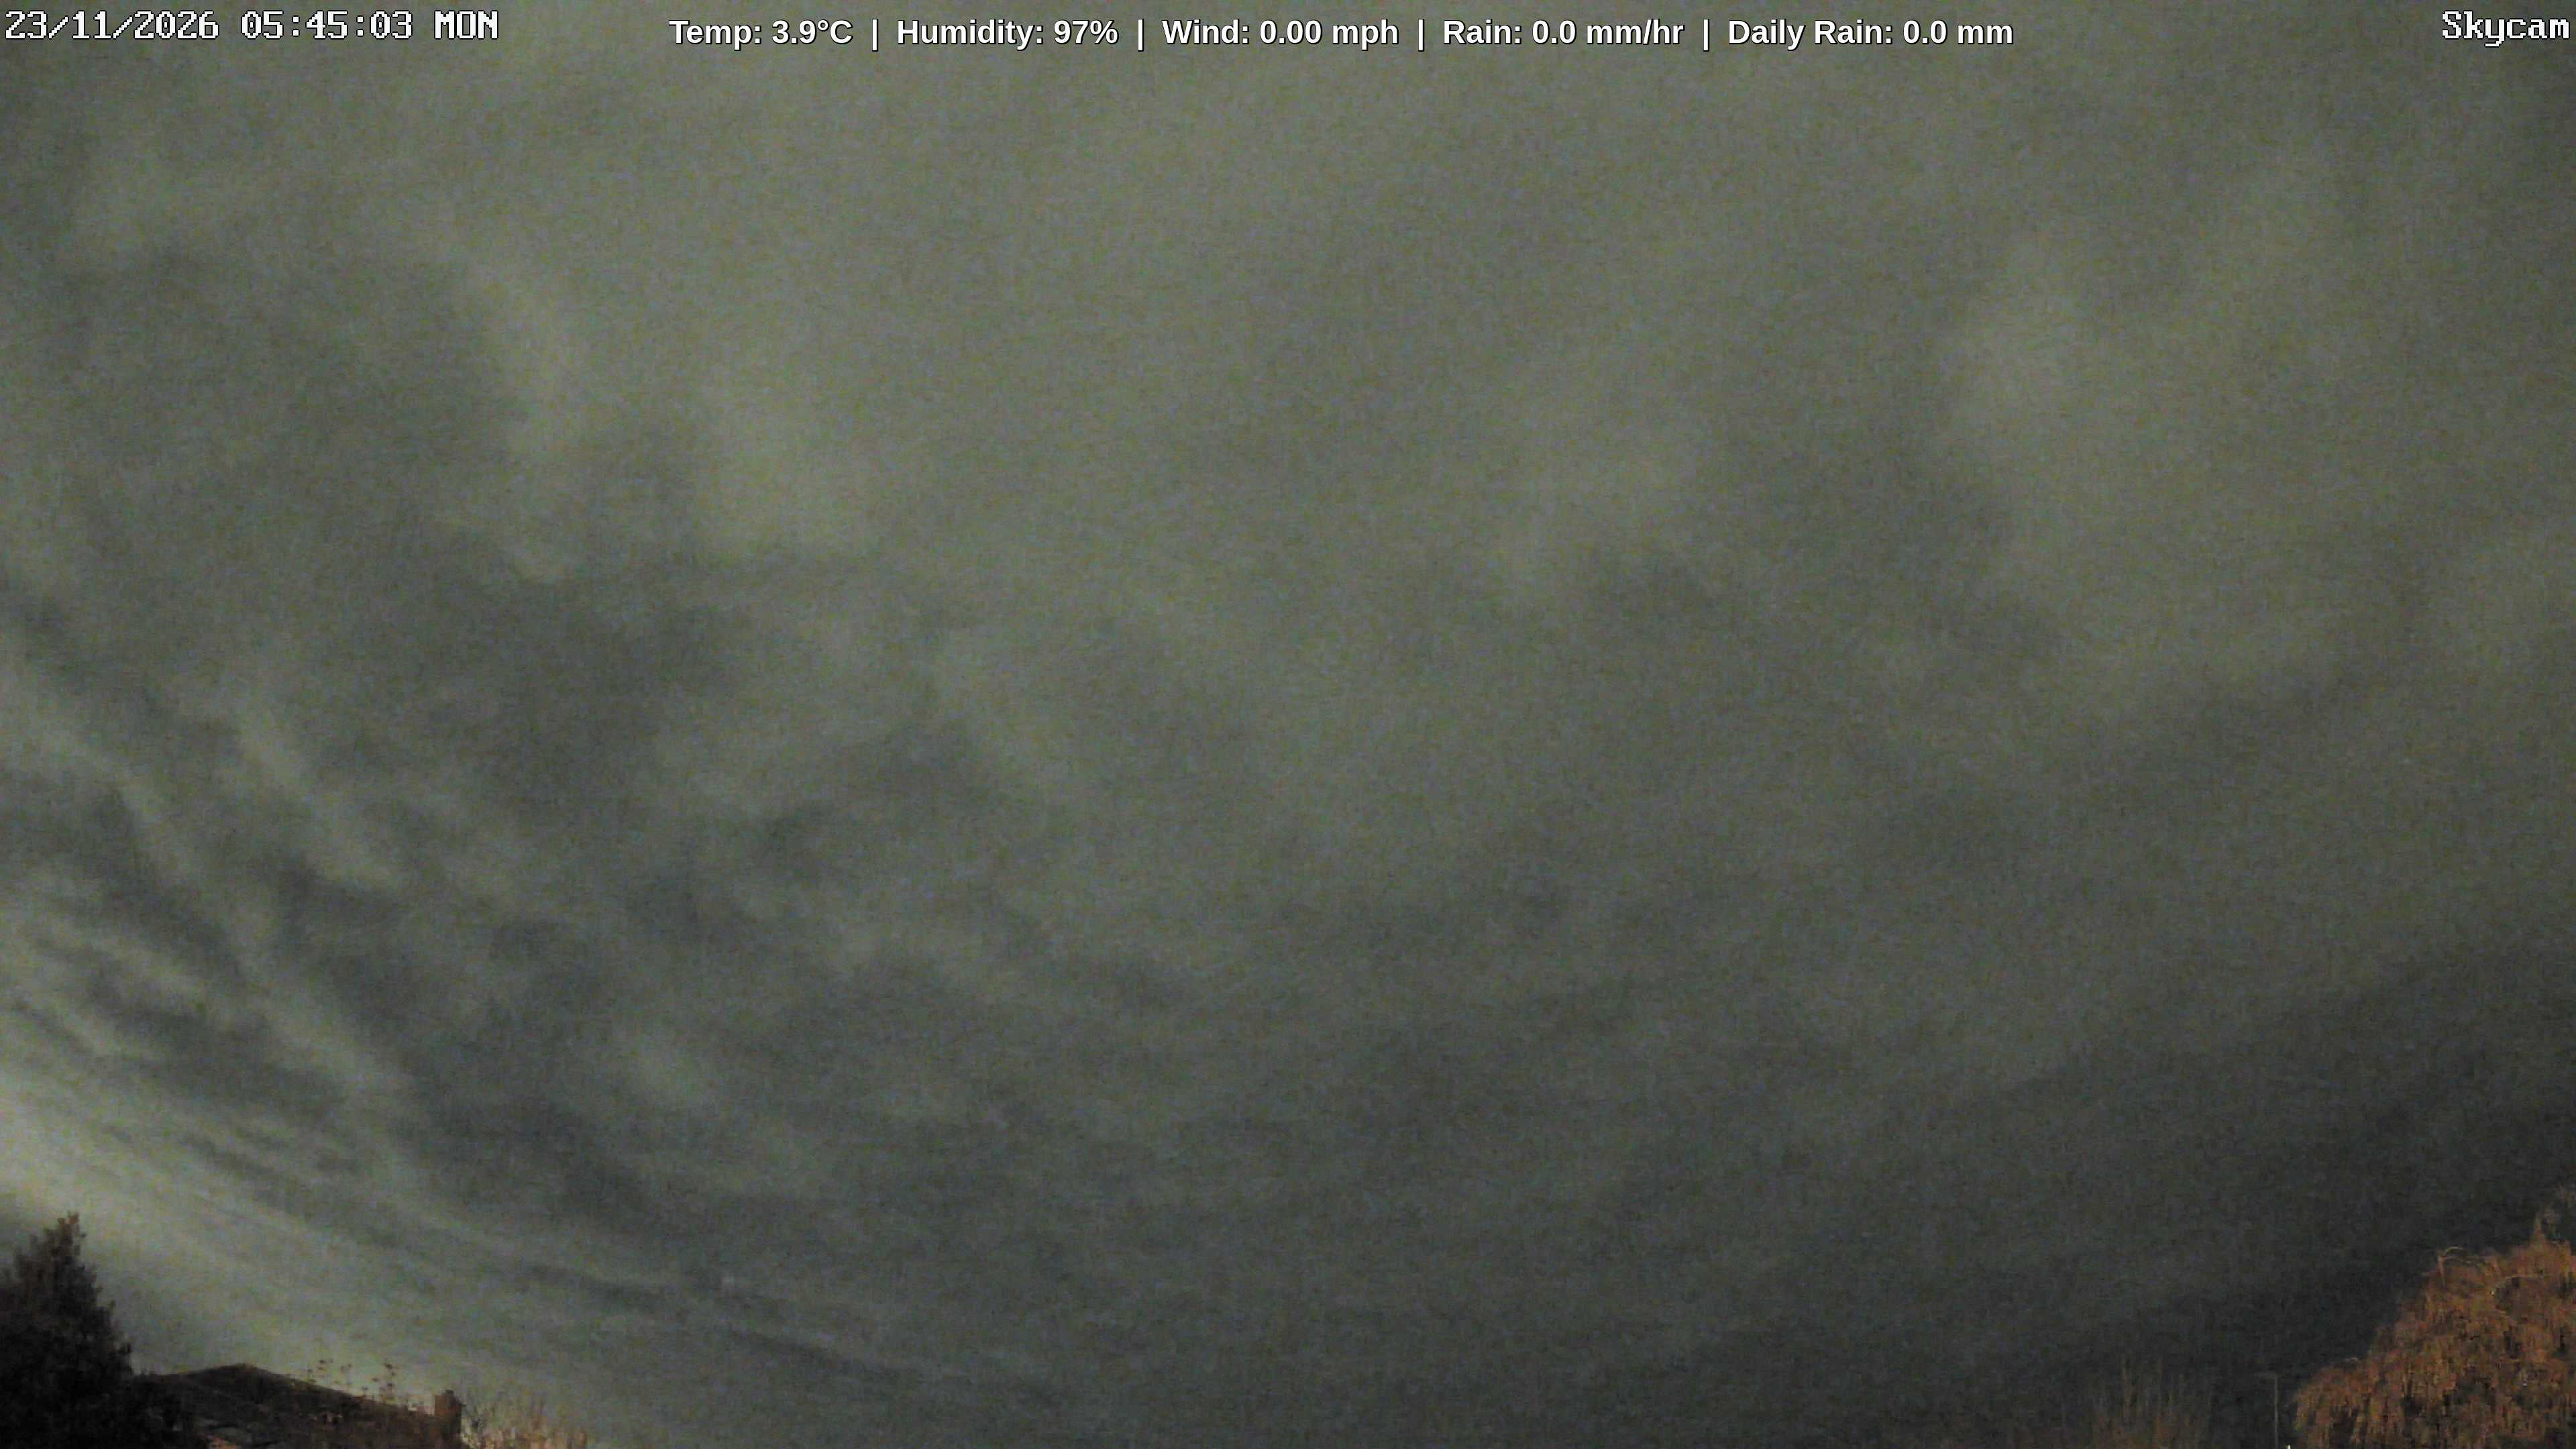 23/11/2026 05:45:03 MON
Temp: 3.9°C | Humidity: 97% | Wind: 0.00 mph | Rain: 0.0 mm/hr | Daily Rain: 0.0 mm
Skycam